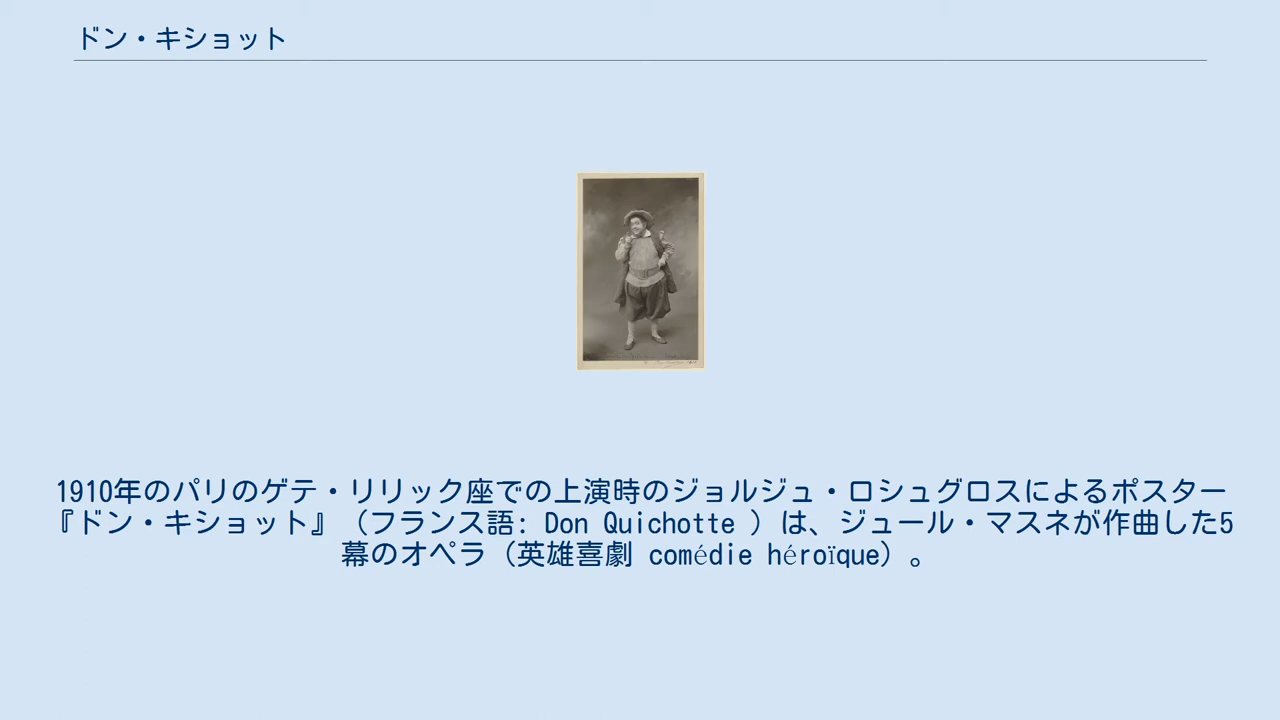 ドン・キショット
1910年のパリのゲテ・リリック座での上演時のジョルジュ・ロシュグロスによるポスター
『ドン・キショット』（フランス語: Don Quichotte ）は、ジュール・マスネが作曲した5
幕のオペラ（英雄喜劇 comédie héroïque）。